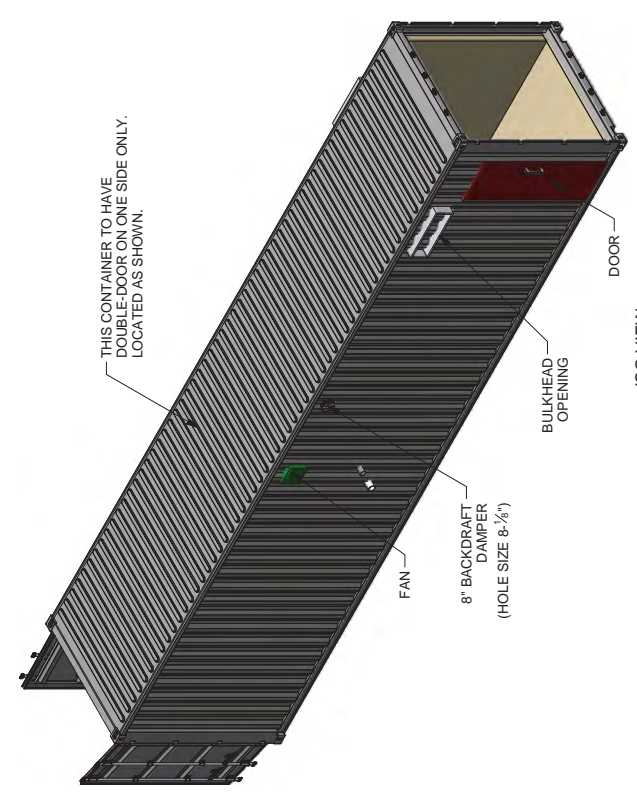 THIS CONTAINER TO HAVE
DOUBLE-DOOR ON ONE SIDE ONLY.
LOCATED AS SHOWN.
FAN
8" BACKDRAFT
DAMPER
(HOLE SIZE 8-1/8")
BULKHEAD
OPENING
DOOR